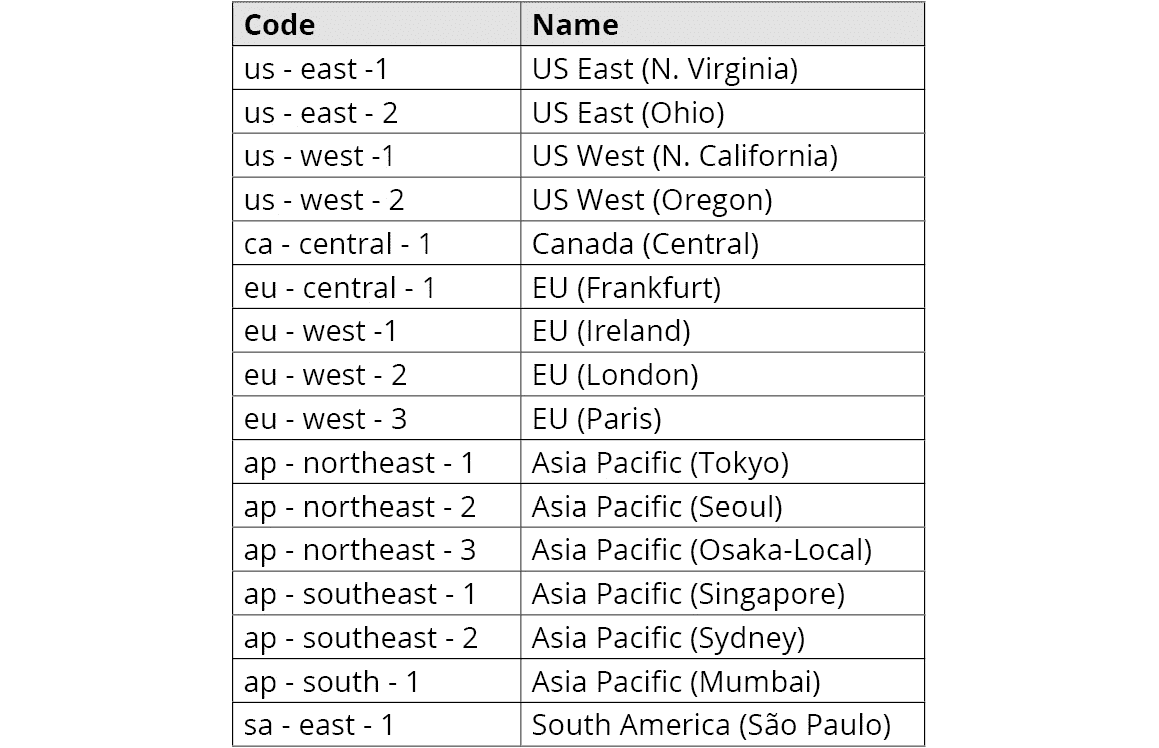 Code Name
us - east -1 US East (N. Virginia)
us - east - 2 US East (Ohio)
us - west -1 US West (N. California)
us - west - 2 US West (Oregon)
ca - central - 1 Canada (Central)
eu - central - 1 EU (Frankfurt)
eu - west -1 EU (Ireland)
eu - west - 2 EU (London)
eu - west - 3 EU (Paris)
ap - northeast - 1 Asia Pacific (Tokyo)
ap - northeast - 2 Asia Pacific (Seoul)
ap - northeast - 3 Asia Pacific (Osaka-Local)
ap - southeast - 1 Asia Pacific (Singapore)
ap - southeast - 2 Asia Pacific (Sydney)
ap - south - 1 Asia Pacific (Mumbai)
sa - east - 1 South America (São Paulo)